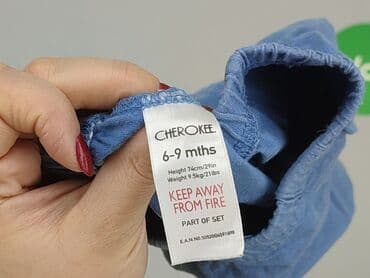 CHEROKEE
6-9 mths
Height 74cm/29in
Weight 9.5kg/21lbs
KEEP AWAY
FROM FIRE
PART OF SET